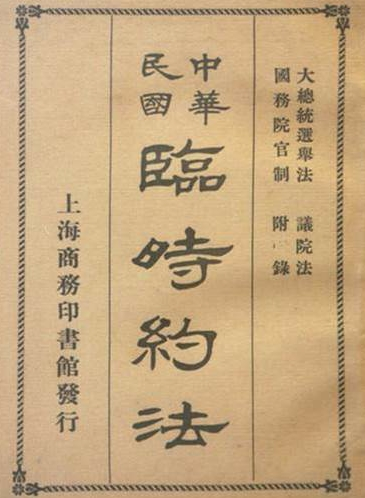 大總統選舉法　議院法
國務院官制　附　錄
中華
民國
臨時約法
上海商務印書館發行